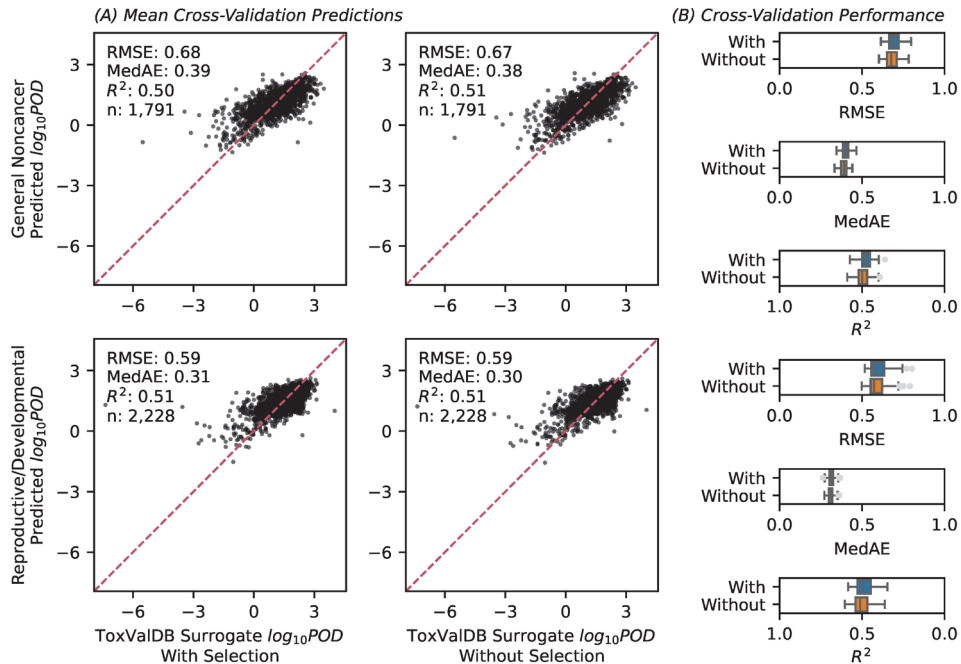 (A) Mean Cross-Validation Predictions
(B) Cross-Validation Performance
General Noncancer
Predicted log10POD
3
0
−3
−6
RMSE: 0.68
MedAE: 0.39
R²: 0.50
n: 1,791
−6
−3
0
3
3
0
−3
−6
RMSE: 0.67
MedAE: 0.38
R²: 0.51
n: 1,791
−6
−3
0
3
With
Without
0.0
0.5
1.0
RMSE
With
Without
0.0
0.5
1.0
MedAE
With
Without
1.0
0.5
0.0
R²
Reproductive/Developmental
Predicted log10POD
3
0
−3
−6
RMSE: 0.59
MedAE: 0.31
R²: 0.51
n: 2,228
−6
−3
0
3
ToxValDB Surrogate log10POD
With Selection
3
0
−3
−6
RMSE: 0.59
MedAE: 0.30
R²: 0.51
n: 2,228
−6
−3
0
3
ToxValDB Surrogate log10POD
Without Selection
With
Without
0.0
0.5
1.0
RMSE
With
Without
0.0
0.5
1.0
MedAE
With
Without
1.0
0.5
0.0
R²